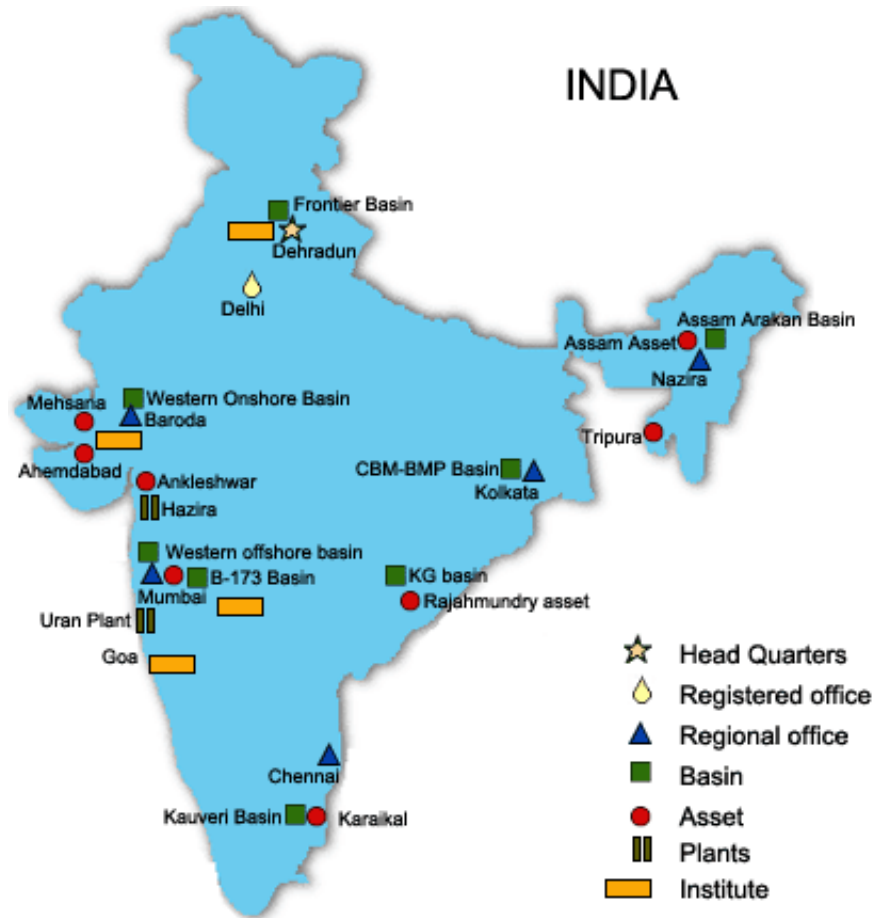 INDIA
Frontier Basin
Dehradun
Delhi
Assam Arakan Basin
Assam Asset
Nazira
Mehsana
Western Onshore Basin
Baroda
Tripura
Ahemdabad
CBM-BMP Basin
Ankleshwar
Kolkata
Hazira
Western offshore basin
B-173 Basin
KG basin
Mumbai
Rajahmundry asset
Uran Plant
Goa
Head Quarters
Registered office
Regional office
Chennai
Basin
Kauveri Basin
Karaikal
Asset
Plants
Institute